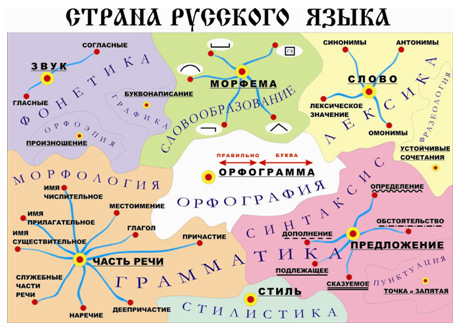 СТРАНА РУССКОГО ЯЗЫКА
СОГЛАСНЫЕ
ЗВУК
ГЛАСНЫЕ
ФОНЕТИКА
БУКВОНАПИСАНИЕ
ГРАФИКА
ОРФОЭПИЯ
ПРОИЗНОШЕНИЕ
МОРФЕМА
СЛОВООБРАЗОВАНИЕ
СИНОНИМЫ
АНТОНИМЫ
СЛОВО
ЛЕКСИЧЕСКОЕ
ЗНАЧЕНИЕ
ОМОНИМЫ
ЛЕКСИКА
ФРАЗЕОЛОГИЯ
УСТОЙЧИВЫЕ
СОЧЕТАНИЯ
ПРАВИЛЬНО БУКВА
ОРФОГРАММА
ОРФОГРАФИЯ
МОРФОЛОГИЯ
ИМЯ
ЧИСЛИТЕЛЬНОЕ
МЕСТОИМЕНИЕ
ИМЯ
ПРИЛАГАТЕЛЬНОЕ
ГЛАГОЛ
ИМЯ
СУЩЕСТВИТЕЛЬНОЕ
ПРИЧАСТИЕ
ЧАСТЬ РЕЧИ
СЛУЖЕБНЫЕ
ЧАСТИ
РЕЧИ
НАРЕЧИЕ
ДЕЕПРИЧАСТИЕ
ГРАММАТИКА
СИНТАКСИС
ОПРЕДЕЛЕНИЕ
ОБСТОЯТЕЛЬСТВО
ДОПОЛНЕНИЕ
ПРЕДЛОЖЕНИЕ
ПОДЛЕЖАЩЕЕ
СКАЗУЕМОЕ
ПУНКТУАЦИЯ
ТОЧКА и ЗАПЯТАЯ
СТИЛЬ
СТИЛИСТИКА